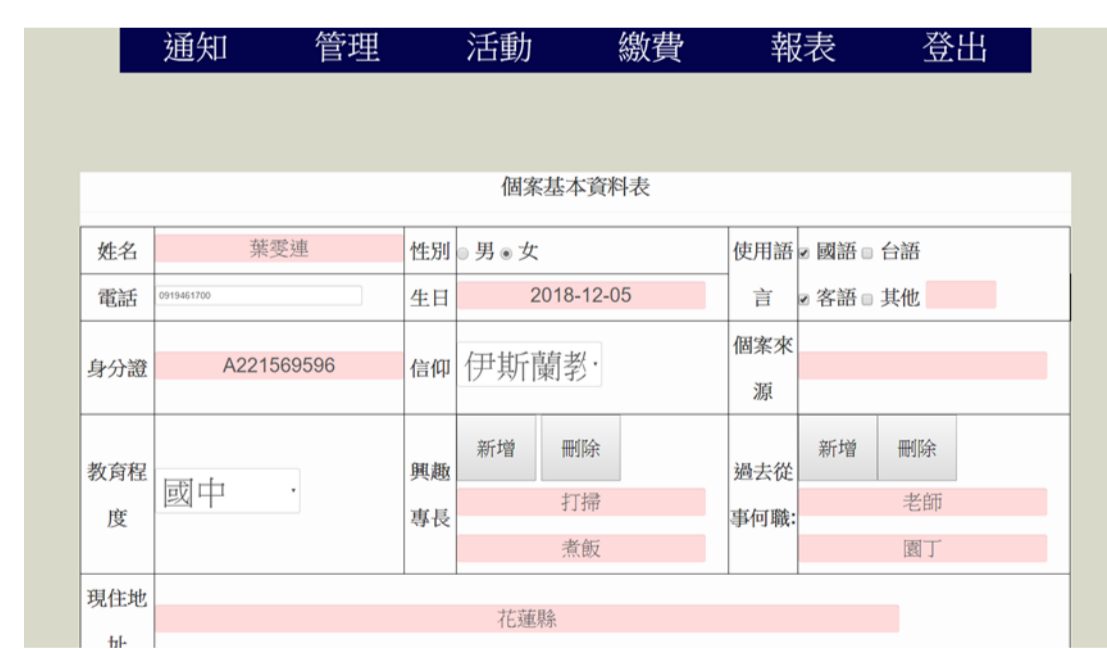 通知 管理 活動 繳費 報表 登出
個案基本資料表
姓名 葉雯連 性別 男 女 使用語言 國語 台語
電話 0919461700 生日 2018-12-05 客語 其他
身分證 A221569596 信仰 伊斯蘭教 個案來源
教育程度 國中 興趣專長 新增 刪除 過去從事何職: 新增 刪除
打掃 老師
煮飯 園丁
現住地址 花蓮縣